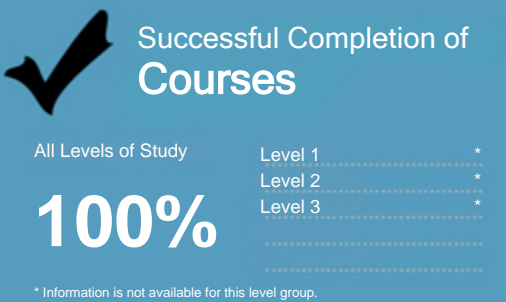 Successful Completion of
Courses
All Levels of Study
100%
Level 1 *
Level 2 *
Level 3 *
* Information is not available for this level group.